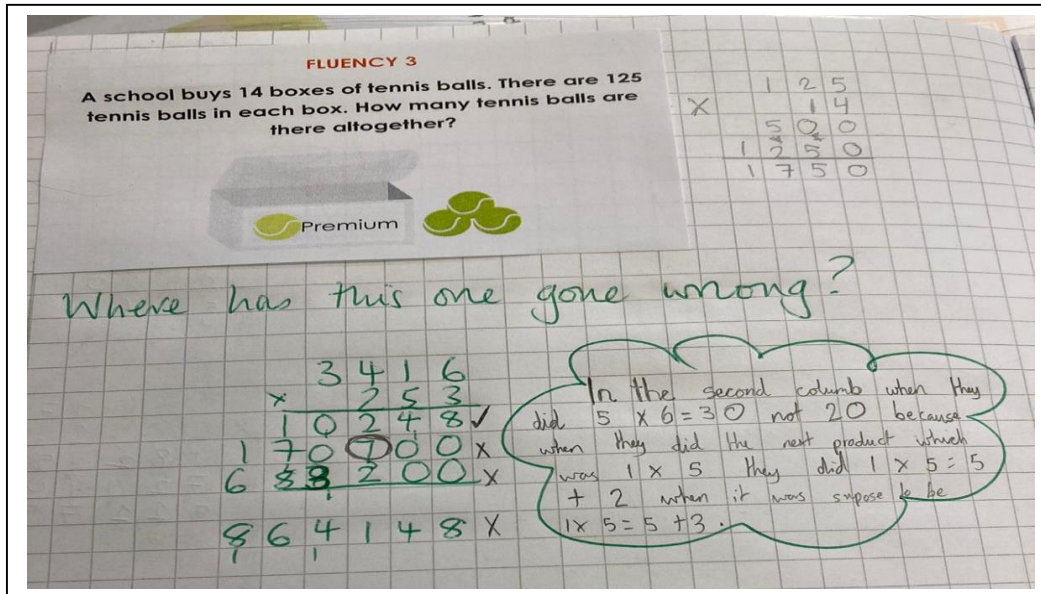 FLUENCY 3
A school buys 14 boxes of tennis balls. There are 125
tennis balls in each box. How many tennis balls are
there altogether?
Premium
1 2 5
X 1 4
5 0 0
1 2 5 0
1 7 5 0
Where has this one gone wrong?
3 4 1 6
x 2 5 3
1 0 2 4 8 ✓
1 7 0 7 0 0 x
6 8 3 2 0 0 x
8 6 4 1 4 8 X
1 1
In the second columb when they
did 5 x 6 = 30 not 20 because
when they did the next product which
was 1 x 5 they did 1 x 5 = 5
+ 2 when it was supose to be
1 x 5 = 5 + 3.